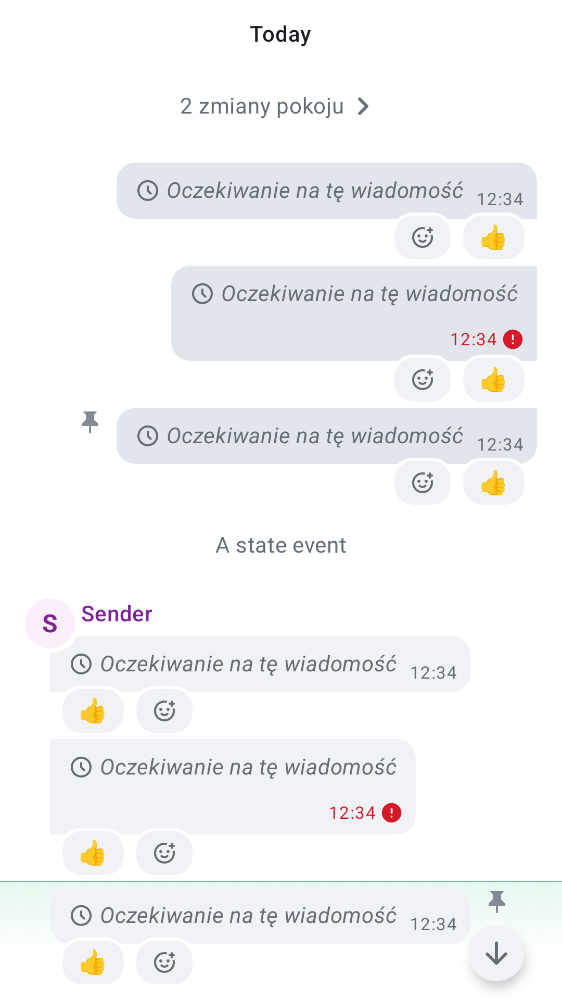 Today
2 zmiany pokoju
Oczekiwanie na tę wiadomość 12:34
Oczekiwanie na tę wiadomość
12:34
Oczekiwanie na tę wiadomość 12:34
A state event
S Sender
Oczekiwanie na tę wiadomość 12:34
Oczekiwanie na tę wiadomość
12:34
Oczekiwanie na tę wiadomość 12:34